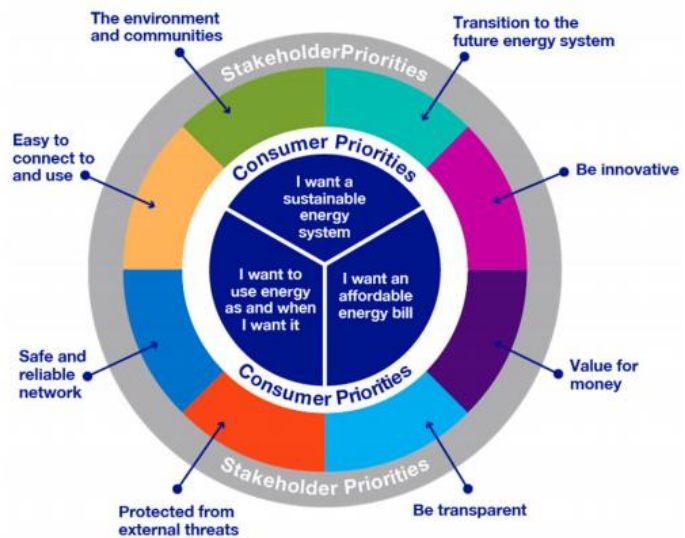 The environment
and communities
Transition to the
future energy system
StakeholderPriorities
Easy to
connect to
and use
Consumer Priorities
Be innovative
I want a
sustainable
energy
system
I want to
use energy
as and when
I want it
I want an
affordable
energy bill
Safe and
reliable
network
Value for
money
Consumer Priorities
Stakeholder Priorities
Protected from
external threats
Be transparent